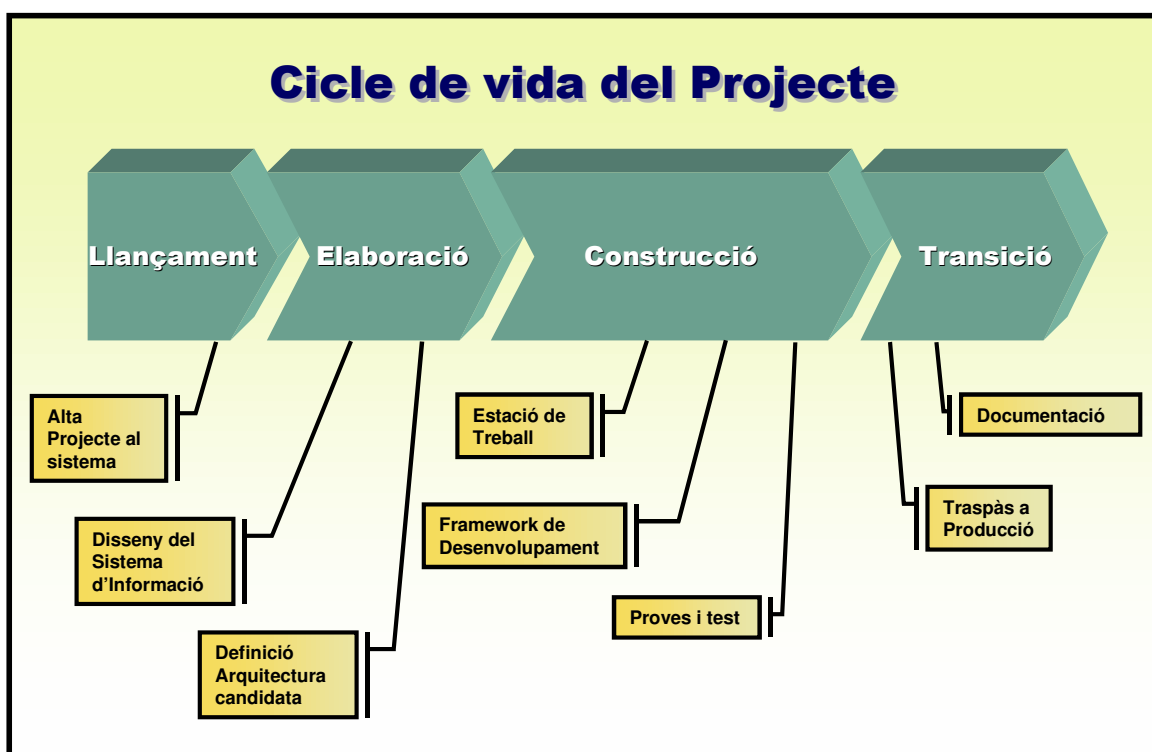 Cicle de vida del Projecte
Llançament
Elaboració
Construcció
Transició
Alta
Projecte al
sistema
Disseny del
Sistema
d'Informació
Definició
Arquitectura
candidata
Estació de
Treball
Framework de
Desenvolupament
Proves i test
Documentació
Traspàs a
Producció